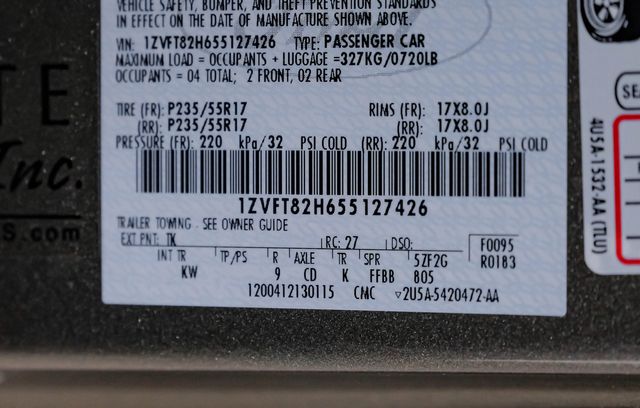 VEHICLE SAFETY, BUMPER, AND THEFT PREVENTION STANDARDS
IN EFFECT ON THE DATE OF MANUFACTURE SHOWN ABOVE.
VIN: 1ZVFT82H655127426 TYPE: PASSENGER CAR
MAXIMUM LOAD = OCCUPANTS + LUGGAGE =327KG/0720LB
OCCUPANTS = 04 TOTAL; 2 FRONT, 02 REAR
TIRE (FR): P235/55R17 RIMS (FR): 17X8.0J
(RR): P235/55R17 (RR): 17X8.0J
PRESSURE (FR): 220 kPa/32 PSI COLD (RR): 220 kPa/32 PSI COLD
1ZVFT82H655127426
TRAILER TOWING - SEE OWNER GUIDE
EXT PNT: TK RC: 27 DSO: F0095
INT TR TP/PS R AXLE TR SPR 5ZF2G R0183
KW 9 CD K FFBB 805
1200412130115 CMC ▽2U5A-5420472-AA
4U5A-1532-AA (TLU)
TE
Inc.
S.com